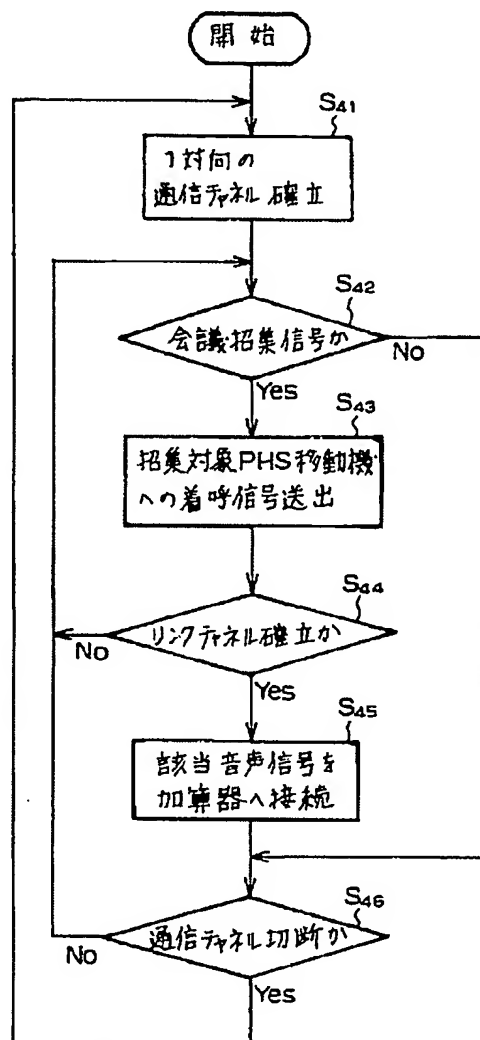 開始
S41
1対向の
通信チャネル確立
S42
会議招集信号か
No
Yes
S43
招集対象PHS移動機
への着呼信号送出
S44
リンクチャネル確立か
No
Yes
S45
該当音声信号を
加算器へ接続
S46
通信チャネル切断か
No
Yes